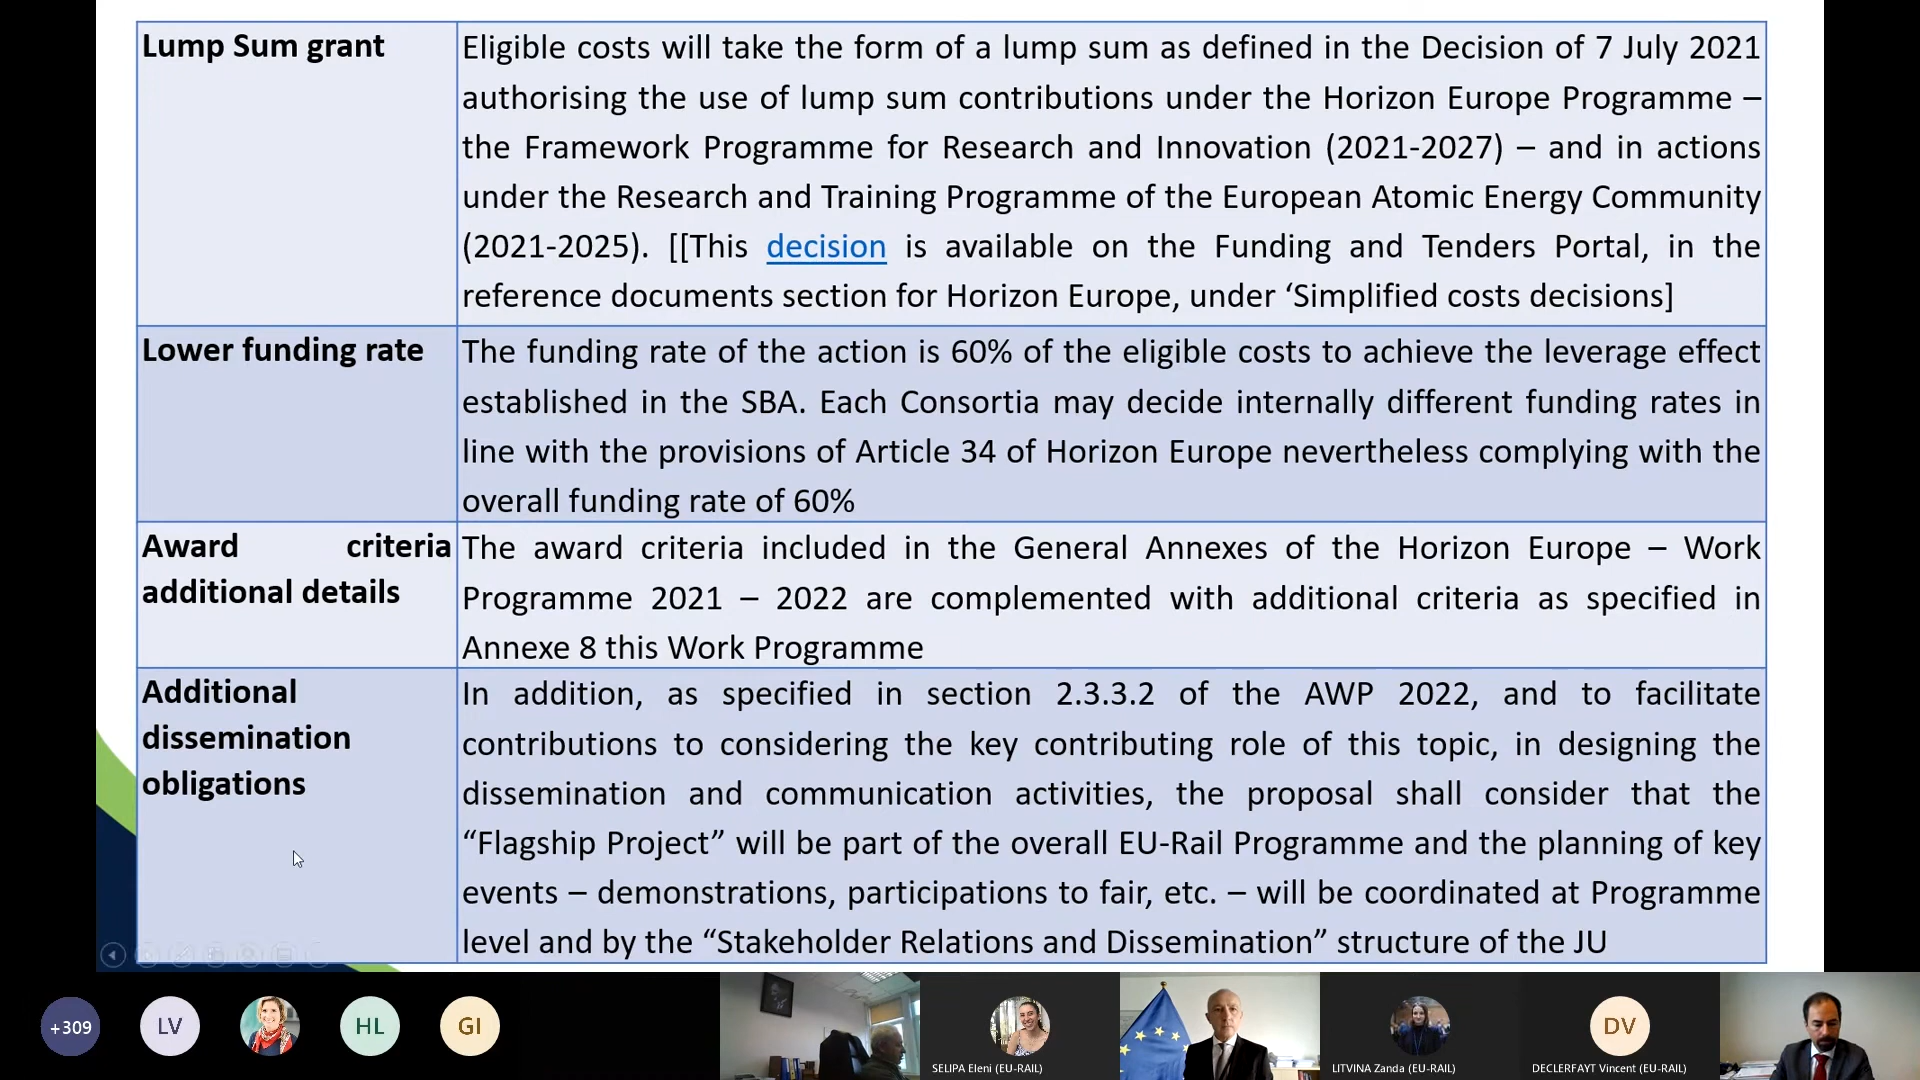 Lump Sum grant
Eligible costs will take the form of a lump sum as defined in the Decision of 7 July 2021
authorising the use of lump sum contributions under the Horizon Europe Programme –
the Framework Programme for Research and Innovation (2021-2027) – and in actions
under the Research and Training Programme of the European Atomic Energy Community
(2021-2025). [[This decision is available on the Funding and Tenders Portal, in the
reference documents section for Horizon Europe, under ‘Simplified costs decisions]
Lower funding rate
The funding rate of the action is 60% of the eligible costs to achieve the leverage effect
established in the SBA. Each Consortia may decide internally different funding rates in
line with the provisions of Article 34 of Horizon Europe nevertheless complying with the
overall funding rate of 60%
Award criteria
additional details
The award criteria included in the General Annexes of the Horizon Europe – Work
Programme 2021 – 2022 are complemented with additional criteria as specified in
Annexe 8 this Work Programme
Additional
dissemination
obligations
In addition, as specified in section 2.3.3.2 of the AWP 2022, and to facilitate
contributions to considering the key contributing role of this topic, in designing the
dissemination and communication activities, the proposal shall consider that the
“Flagship Project” will be part of the overall EU-Rail Programme and the planning of key
events – demonstrations, participations to fair, etc. – will be coordinated at Programme
level and by the “Stakeholder Relations and Dissemination” structure of the JU
+309
LV
HL
GI
SELIPA Eleni (EU-RAIL)
LITVINA Zanda (EU-RAIL)
DV
DECLERFAYT Vincent (EU-RAIL)